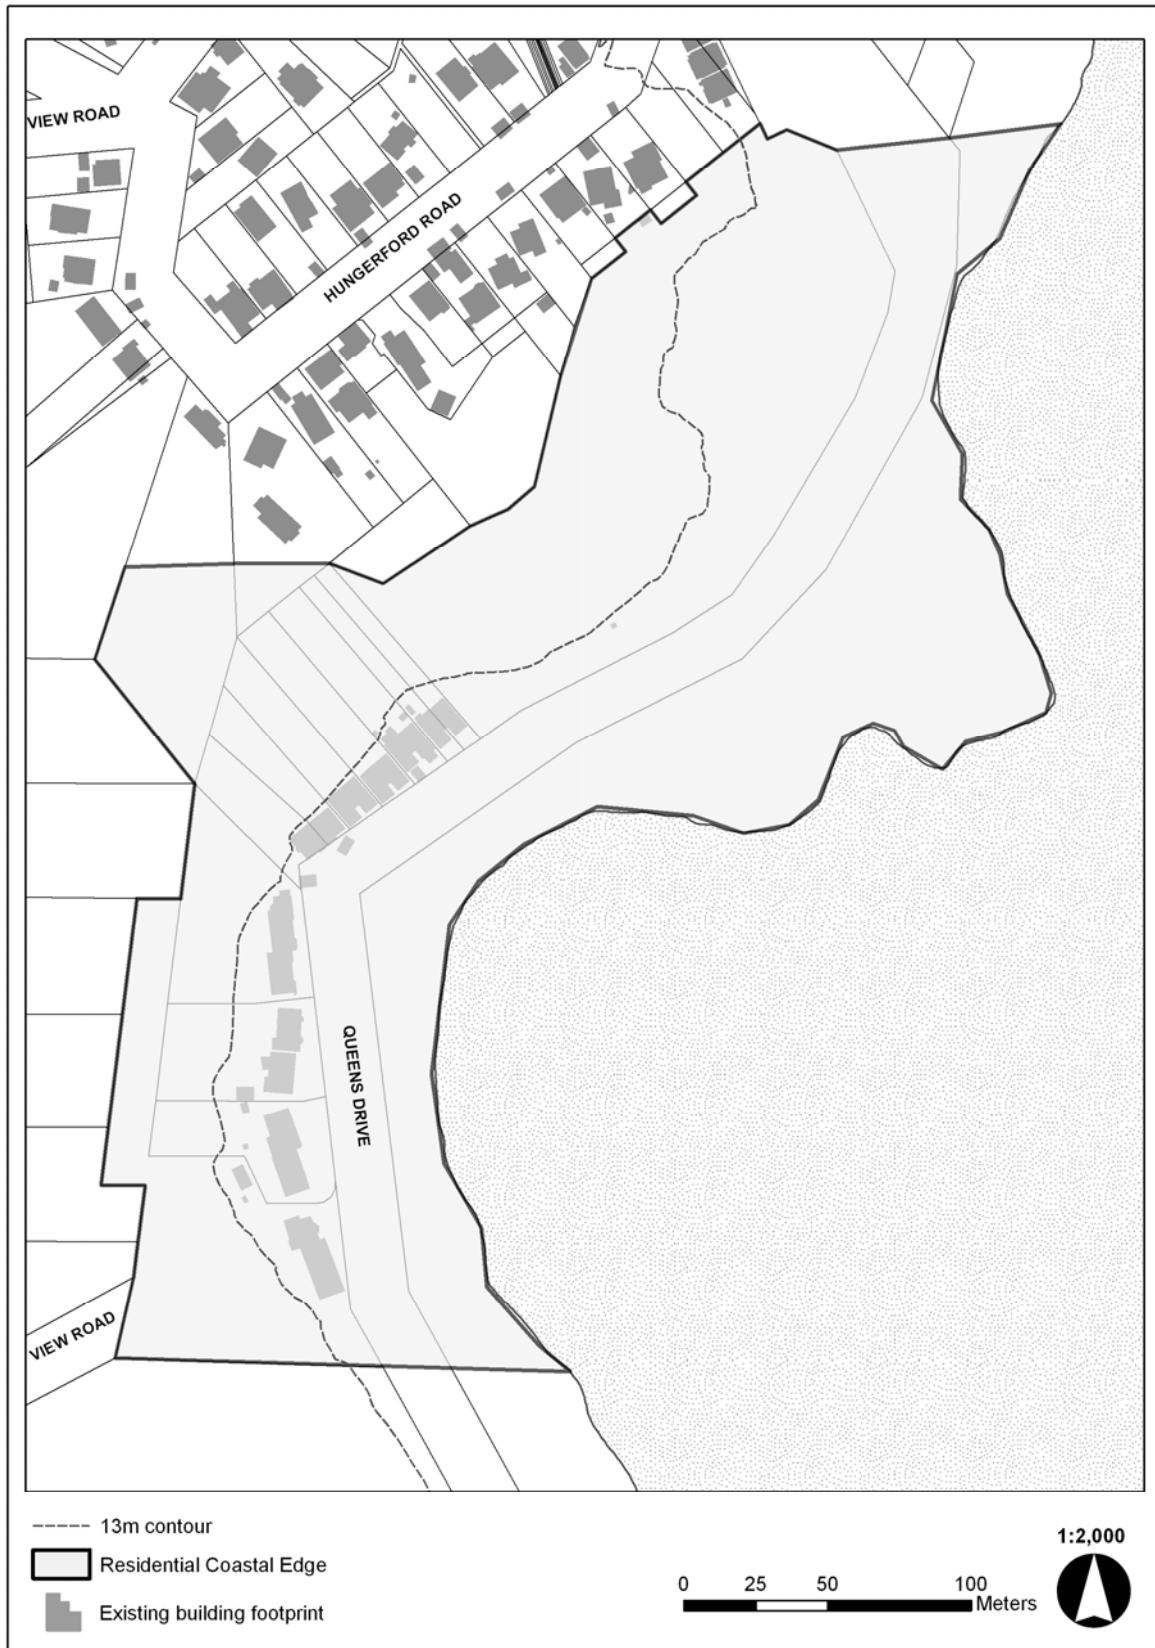 VIEW ROAD
HUNGERFORD ROAD
QUEENS DRIVE
VIEW ROAD
13m contour
Residential Coastal Edge
Existing building footprint
1:2,000
0 25 50 100
Meters